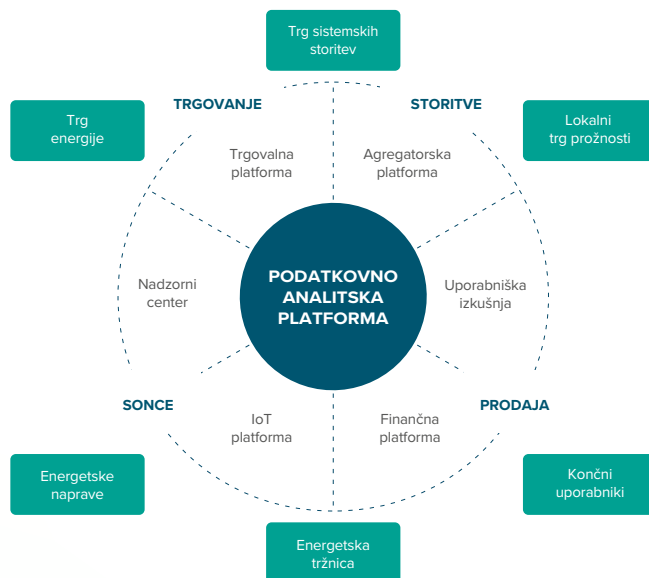 Trg sistemskih
storitev
TRGOVANJE
STORITVE
Trg
energije
Lokalni
trg prožnosti
Trgovalna
platforma
Agregatorska
platforma
Nadzorni
center
PODATKOVNO
ANALITSKA
PLATFORMA
Uporabniška
izkušnja
SONCE
PRODAJA
IoT
platforma
Finančna
platforma
Energetske
naprave
Končni
uporabniki
Energetska
tržnica